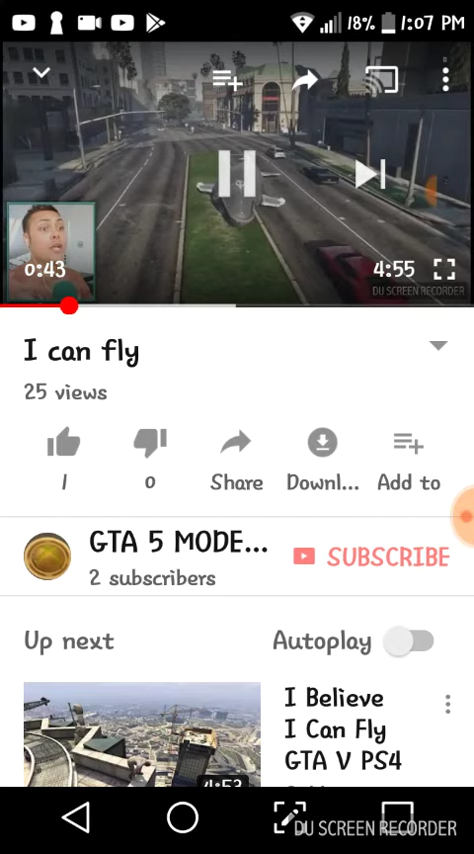 18% 1:07 PM
0:43
4:55
DU SCREEN RECORDER
I can fly
25 views
1
0
Share
Downl...
Add to
GTA 5 MODE...
SUBSCRIBE
2 subscribers
Up next
Autoplay
I Believe
I Can Fly
GTA V PS4
4:53
DU SCREEN RECORDER